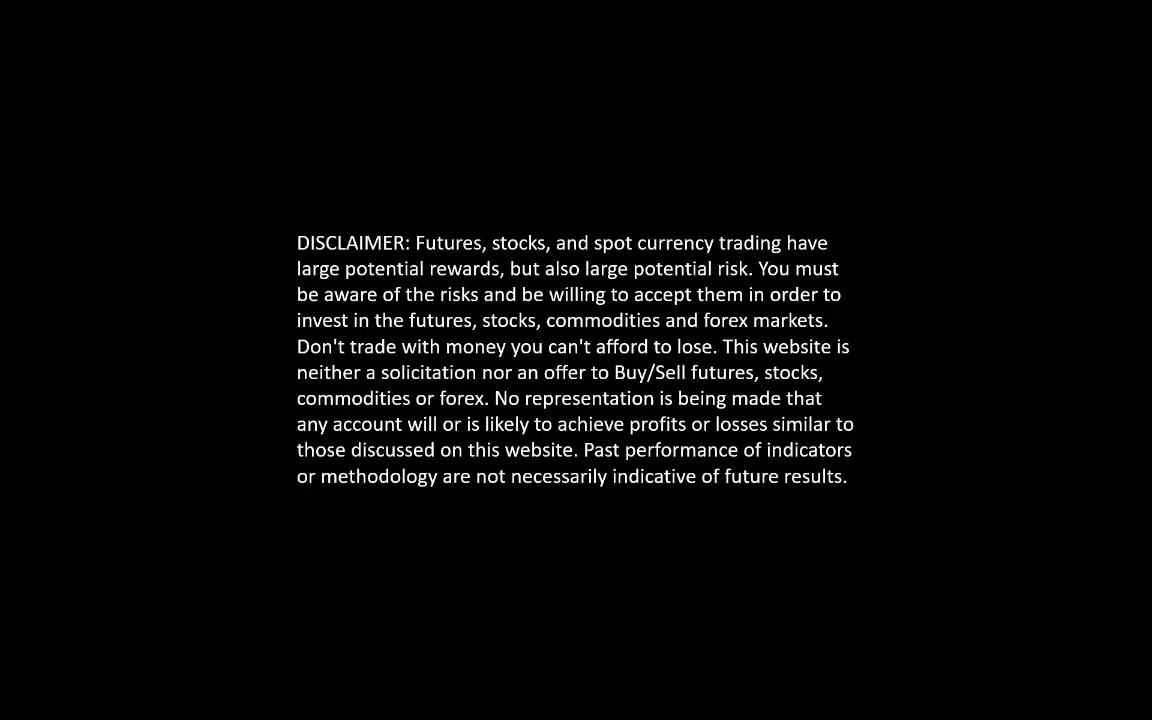 DISCLAIMER: Futures, stocks, and spot currency trading have
large potential rewards, but also large potential risk. You must
be aware of the risks and be willing to accept them in order to
invest in the futures, stocks, commodities and forex markets.
Don't trade with money you can't afford to lose. This website is
neither a solicitation nor an offer to Buy/Sell futures, stocks,
commodities or forex. No representation is being made that
any account will or is likely to achieve profits or losses similar to
those discussed on this website. Past performance of indicators
or methodology are not necessarily indicative of future results.